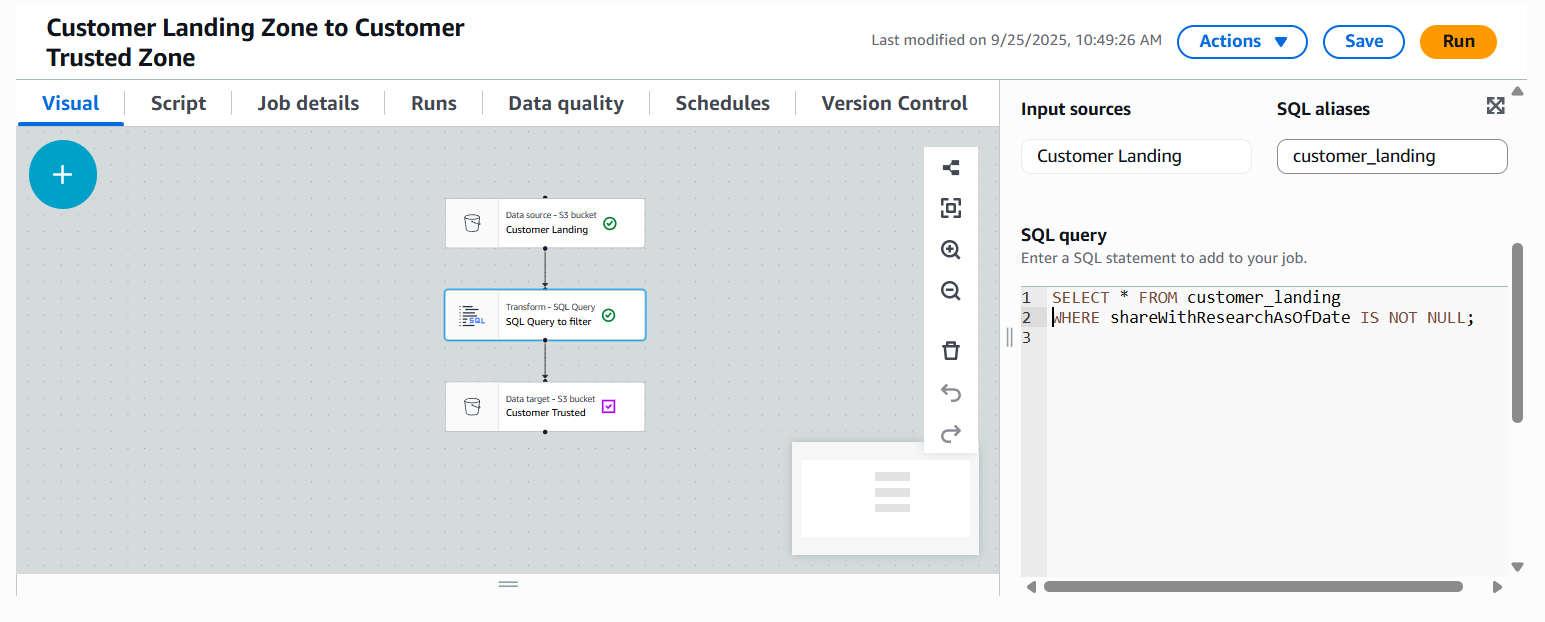 Customer Landing Zone to Customer
Trusted Zone
Last modified on 9/25/2025, 10:49:26 AM
Actions
Save
Run
Visual
Script
Job details
Runs
Data quality
Schedules
Version Control
Data source - S3 bucket
Customer Landing
Transform - SQL Query
SQL
SQL Query to filter
Data target - S3 bucket
Customer Trusted
Input sources
SQL aliases
Customer Landing
customer_landing
SQL query
Enter a SQL statement to add to your job.
1 SELECT * FROM customer_landing
2 WHERE shareWithResearchAsOfDate IS NOT NULL;
3